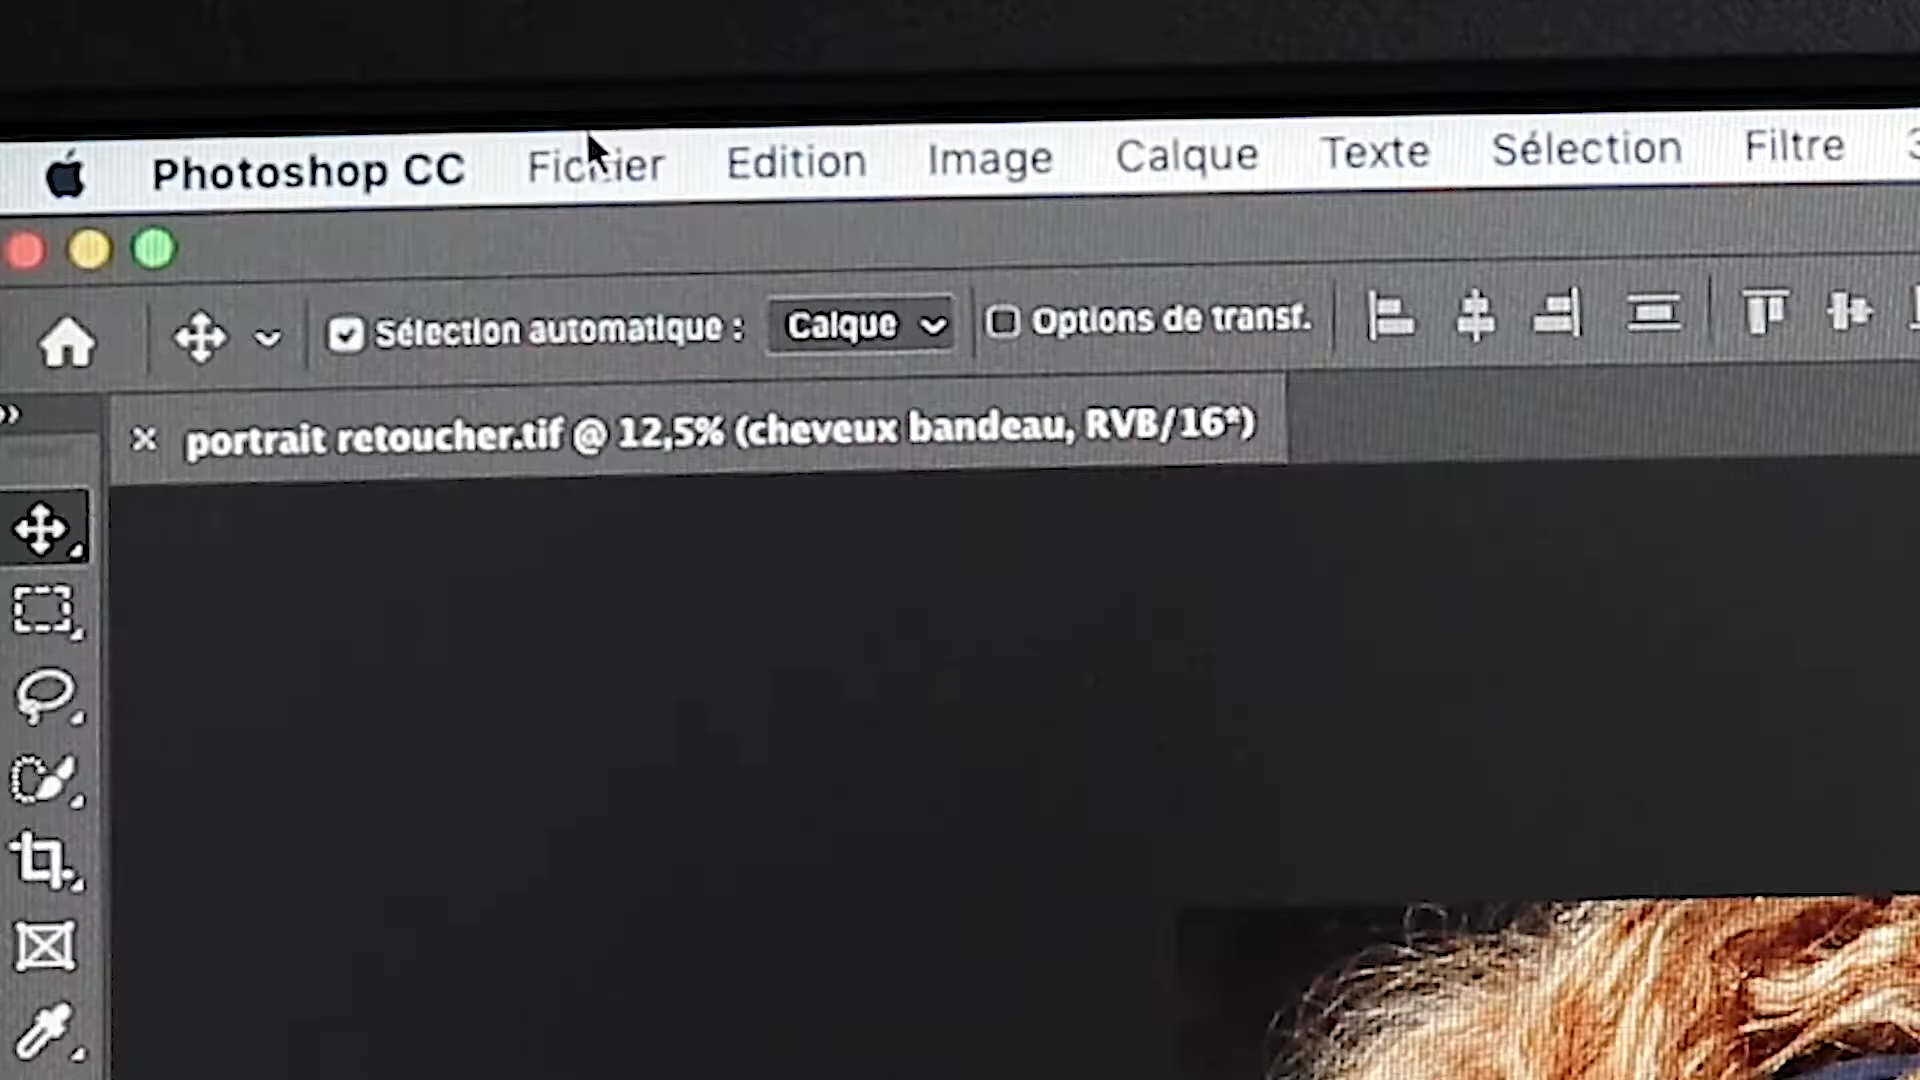 Photoshop CC Fichier Edition Image Calque Texte Sélection Filtre
Sélection automatique : Calque Options de transf.
× portrait retoucher.tif @ 12,5% (cheveux bandeau, RVB/16*)